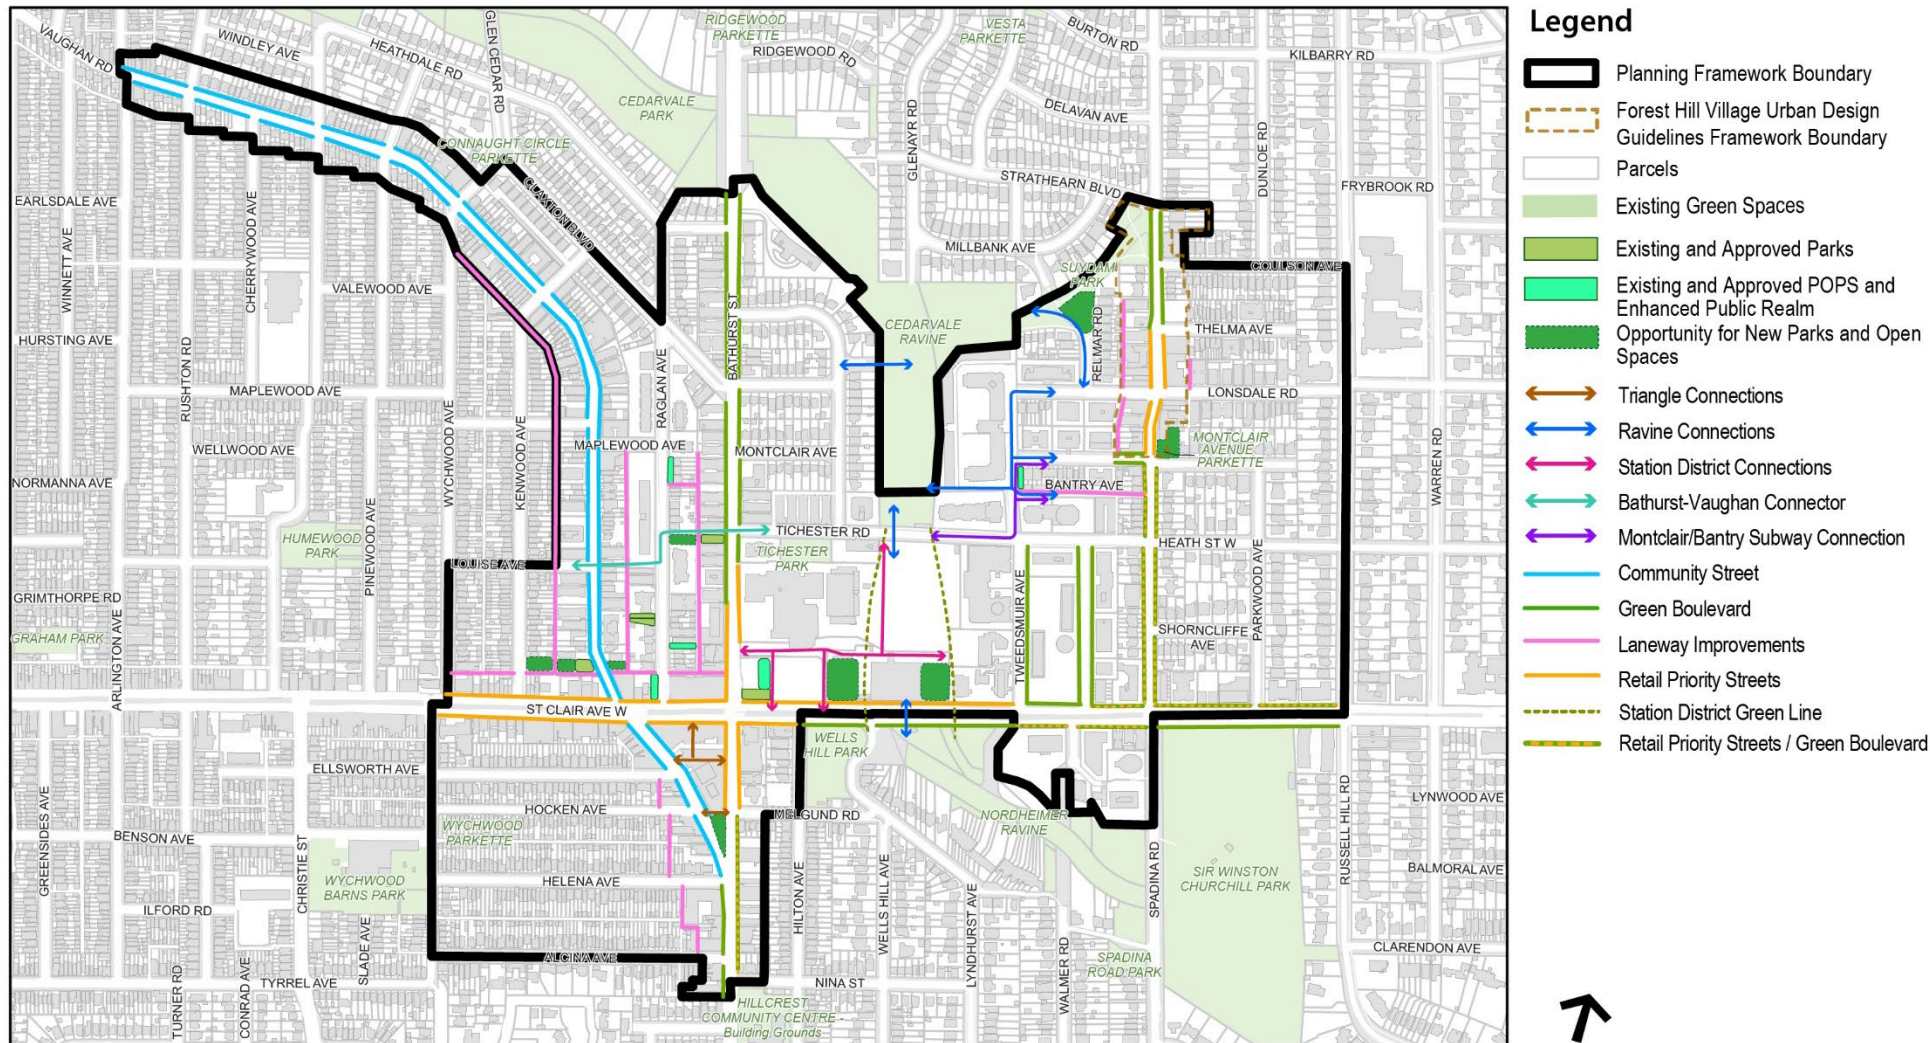 VAUGHAN RD
WINDLEY AVE
HEATHDALE RD
GLEN CEDAR RD
RIDGEWOOD
PARKETTE
RIDGEWOOD RD
VESTA
PARKETTE
BURTON RD
KILBARRY RD
CEDARVALE
PARK
GLENAYR RD
DELAVAN AVE
DUNLOE RD
CONNAUGHT CIRCLE
PARKETTE
CLAXTON BLVD
STRATHEARN BLVD
FRYBROOK RD
EARLSDALE AVE
WINNETT AVE
CHERRYWOOD AVE
VALEWOOD AVE
BATHURST ST
MILLBANK AVE
SUYDAM
PARK
COULSON AVE
HURSTING AVE
RUSHTON RD
MAPLEWOOD AVE
RAGLAN AVE
CEDARVALE
RAVINE
RELMAR RD
THELMA AVE
LONSDALE RD
WELLWOOD AVE
WYCHWOOD AVE
KENWOOD AVE
MAPLEWOOD AVE
MONTCLAIR AVE
MONTCLAIR
AVENUE
PARKETTE
WARREN RD
NORMANNA AVE
PINEWOOD AVE
BANTRY AVE
HUMEWOOD
PARK
TICHESTER RD
TICHESTER
PARK
HEATH ST W
LOUISE AVE
GRIMTHORPE RD
GRAHAM PARK
ARLINGTON AVE
TWEEDSMUIR AVE
SHORNCLIFFE
AVE
PARKWOOD AVE
ST CLAIR AVE W
WELLS
HILL PARK
ELLSWORTH AVE
HOCKEN AVE
MELGUND RD
NORDHEIMER
RAVINE
LYNWOOD AVE
GREENSIDES AVE
BENSON AVE
CHRISTIE ST
WYCHWOOD
PARKETTE
WYCHWOOD
BARNS PARK
HELENA AVE
HILTON AVE
WELLS HILL AVE
LYNDHURST AVE
SPADINA RD
SIR WINSTON
CHURCHILL PARK
RUSSELL HILL RD
BALMORAL AVE
ILFORD RD
SLADE AVE
ALCINA AVE
WALMER RD
SPADINA
ROAD PARK
CLARENDON AVE
TURNER RD
CONRAD AVE
TYRREL AVE
NINA ST
HILLCREST
COMMUNITY CENTRE -
Building Grounds
Legend
Planning Framework Boundary
Forest Hill Village Urban Design
Guidelines Framework Boundary
Parcels
Existing Green Spaces
Existing and Approved Parks
Existing and Approved POPS and
Enhanced Public Realm
Opportunity for New Parks and Open
Spaces
Triangle Connections
Ravine Connections
Station District Connections
Bathurst-Vaughan Connector
Montclair/Bantry Subway Connection
Community Street
Green Boulevard
Laneway Improvements
Retail Priority Streets
Station District Green Line
Retail Priority Streets / Green Boulevard